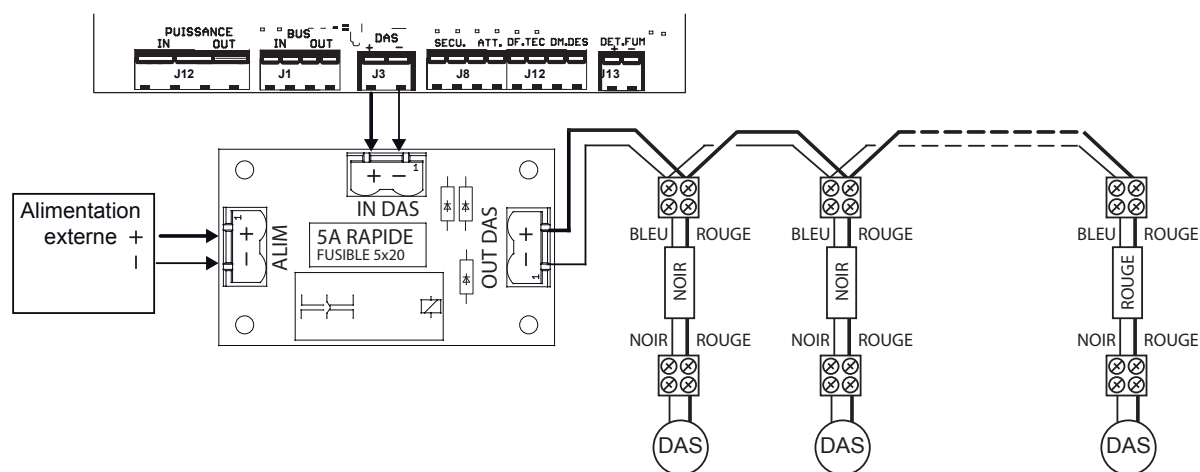 PUISSANCE
IN OUT
BUS
IN OUT
DAS
+ -
SECU. ATT. DF.TEC DM.DES
DET.FUM
+ -
J12 J1 J3 J8 J12 J13
Alimentation
externe +
-
1
+ -
ALIM
+ - 1
IN DAS
5A RAPIDE
FUSIBLE 5x20
OUT DAS
+ -
1
BLEU ROUGE
NOIR
NOIR ROUGE
DAS
BLEU ROUGE
NOIR
NOIR ROUGE
DAS
BLEU ROUGE
ROUGE
NOIR ROUGE
DAS